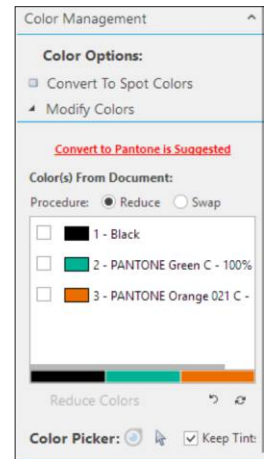 Color Management
Color Options:
Convert To Spot Colors
Modify Colors
Convert to Pantone is Suggested
Color(s) From Document:
Procedure: Reduce Swap
1 - Black
2 - PANTONE Green C - 100%
3 - PANTONE Orange 021 C -
Reduce Colors
Color Picker: Keep Tint: